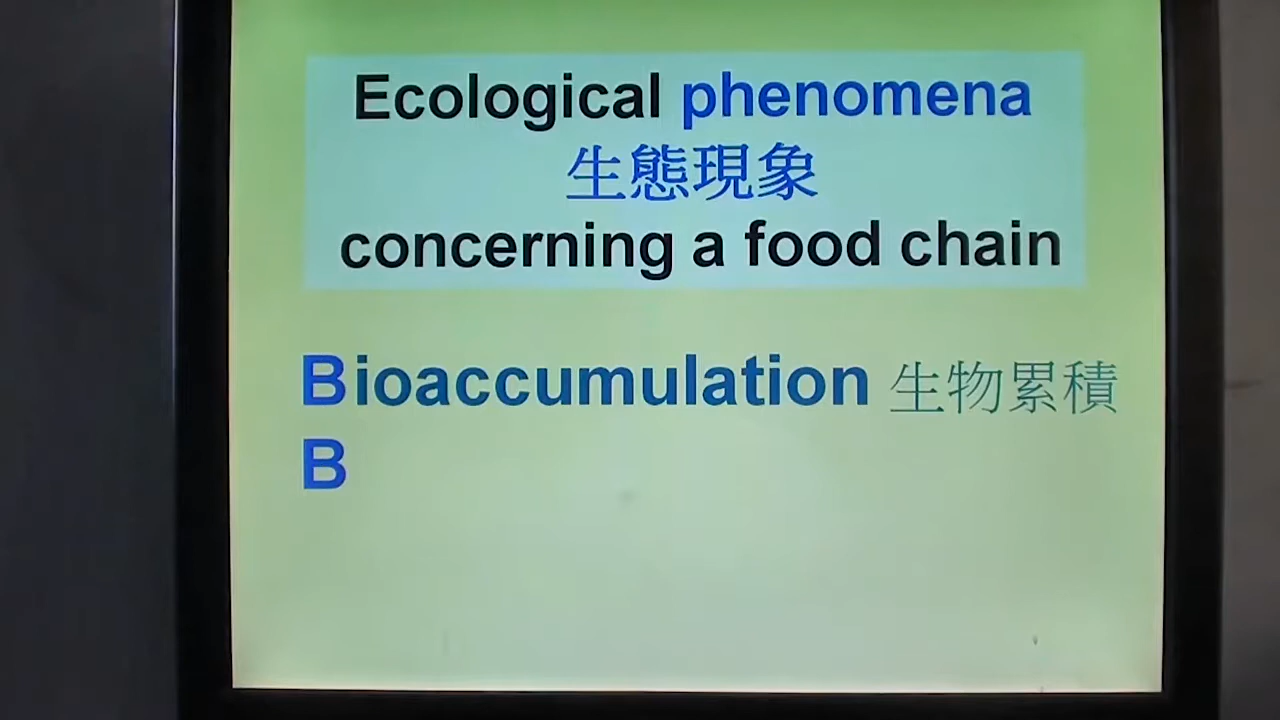 Ecological phenomena
生態現象
concerning a food chain
Bioaccumulation 生物累積
B